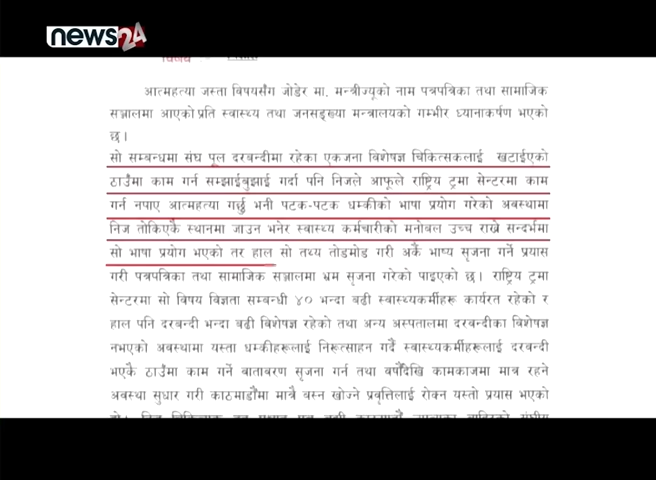 news24
आत्महत्या जस्ता विषयसँग जोडेर मा. मन्त्रीज्यूको नाम पत्रपत्रिका तथा सामाजिक
सञ्जालमा आएको प्रति स्वास्थ्य तथा जनसङ्ख्या मन्त्रालयको गम्भीर ध्यानाकर्षण भएको
छ ।
सो सम्बन्धमा संघ पूल दरबन्दीमा रहेका एकजना विशेषज्ञ चिकित्सकलाई खटाईएको
ठाउँमा काम गर्न सम्झाईबुझाई गर्दा पनि निजले आफूले राष्ट्रिय ट्रमा सेन्टरमा काम
गर्न नपाए आत्महत्या गर्छु भनी पटक-पटक धम्कीको भाषा प्रयोग गरेको अवस्थामा
निज तोकिएकै स्थानमा जाउन भनेर स्वास्थ्य कर्मचारीको मनोबल उच्च राख्ने सन्दर्भमा
सो भाषा प्रयोग भएको तर हाल सो तथ्य तोडमोड गरी अर्कै भाष्य सृजना गर्ने प्रयास
गरी पत्रपत्रिका तथा सामाजिक सञ्जालमा भ्रम सृजना गरेको पाइएको छ । राष्ट्रिय ट्रमा
सेन्टरमा सो विषय विज्ञता सम्बन्धी ४० भन्दा बढी स्वास्थ्यकर्मीहरू कार्यरत रहेको र
हाल पनि दरबन्दी भन्दा बढी विशेषज्ञ रहेको तथा अन्य अस्पतालमा दरबन्दीका विशेषज्ञ
नभएको अवस्थामा यस्ता धम्कीहरूलाई निरूत्साहन गर्दै स्वास्थ्यकर्मीहरूलाई दरबन्दी
भएकै ठाउँमा काम गर्ने बातावरण सृजना गर्न तथा वर्षौंदेखि कामकाजमा मात्र रहने
अवस्था सुधार गरी काठमाडौंमा मात्रै बस्न खोज्ने प्रवृत्तिलाई रोक्न यस्तो प्रयास भएको